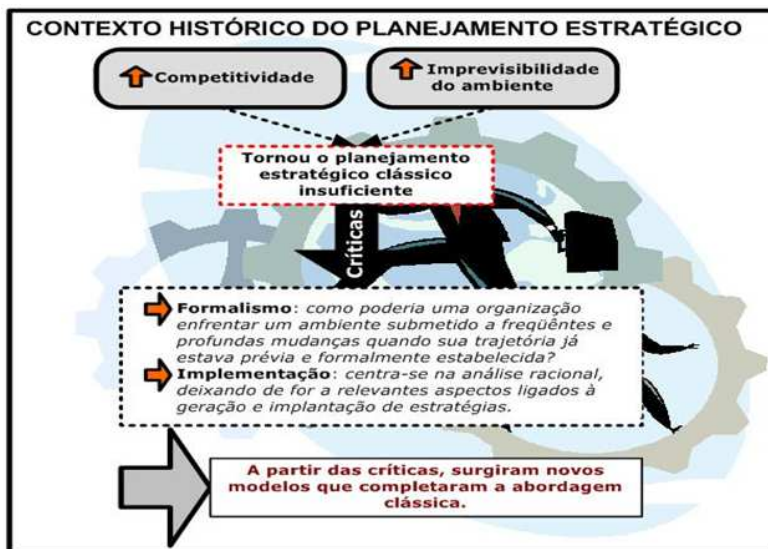 CONTEXTO HISTÓRICO DO PLANEJAMENTO ESTRATÉGICO
Competitividade
Imprevisibilidade
do ambiente
Tornou o planejamento
estratégico clássico
insuficiente
Críticas
Formalismo: como poderia uma organização
enfrentar um ambiente submetido a freqüêntes e
profundas mudanças quando sua trajetória já
estava prévia e formalmente estabelecida?
Implementação: centra-se na análise racional,
deixando de for a relevantes aspectos ligados à
geração e implantação de estratégias.
A partir das críticas, surgiram novos
modelos que completaram a abordagem
clássica.